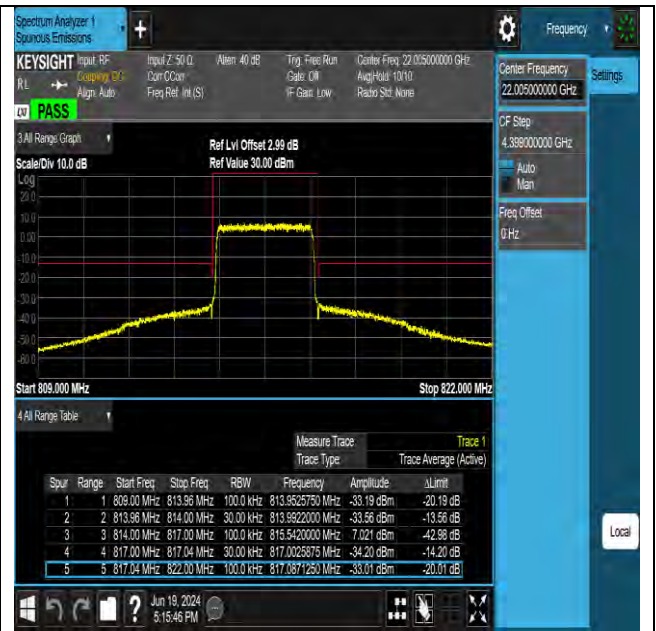 Spectrum Analyzer 1
Spurious Emissions
Frequency
KEYSIGHT Input: RF Input Z: 50 Ω Atten: 40 dB Trig: Free Run Center Freq: 22.005000000 GHz
RL Coupling: DC Corr CCorr Gate: Off Avg|Hold: 10/10
Align: Auto Freq Ref: Int (S) IF Gain: Low Radio Std: None
LXI PASS
Center Frequency
22.005000000 GHz
Settings
CF Step
4.399000000 GHz
Auto
Man
Freq Offset
0 Hz
3 All Range Graph
Ref Lvl Offset 2.99 dB
Scale/Div 10.0 dB Ref Value 30.00 dBm
Log
20.0
10.0
0.00
-10.0
-20.0
-30.0
-40.0
-50.0
-60.0
Start 809.000 MHz Stop 822.000 MHz
4 All Range Table
Measure Trace Trace 1
Trace Type Trace Average (Active)
Spur Range Start Freq Stop Freq RBW Frequency Amplitude ΔLimit
1 1 809.00 MHz 813.96 MHz 100.0 kHz 813.9525750 MHz -33.19 dBm -20.19 dB
2 2 813.96 MHz 814.00 MHz 30.00 kHz 813.9922000 MHz -33.56 dBm -13.56 dB
3 3 814.00 MHz 817.00 MHz 100.0 kHz 815.5420000 MHz 7.021 dBm -42.98 dB
4 4 817.00 MHz 817.04 MHz 30.00 kHz 817.0025875 MHz -34.20 dBm -14.20 dB
5 5 817.04 MHz 822.00 MHz 100.0 kHz 817.0871250 MHz -33.01 dBm -20.01 dB
Local
? Jun 19, 2024
5:15:46 PM